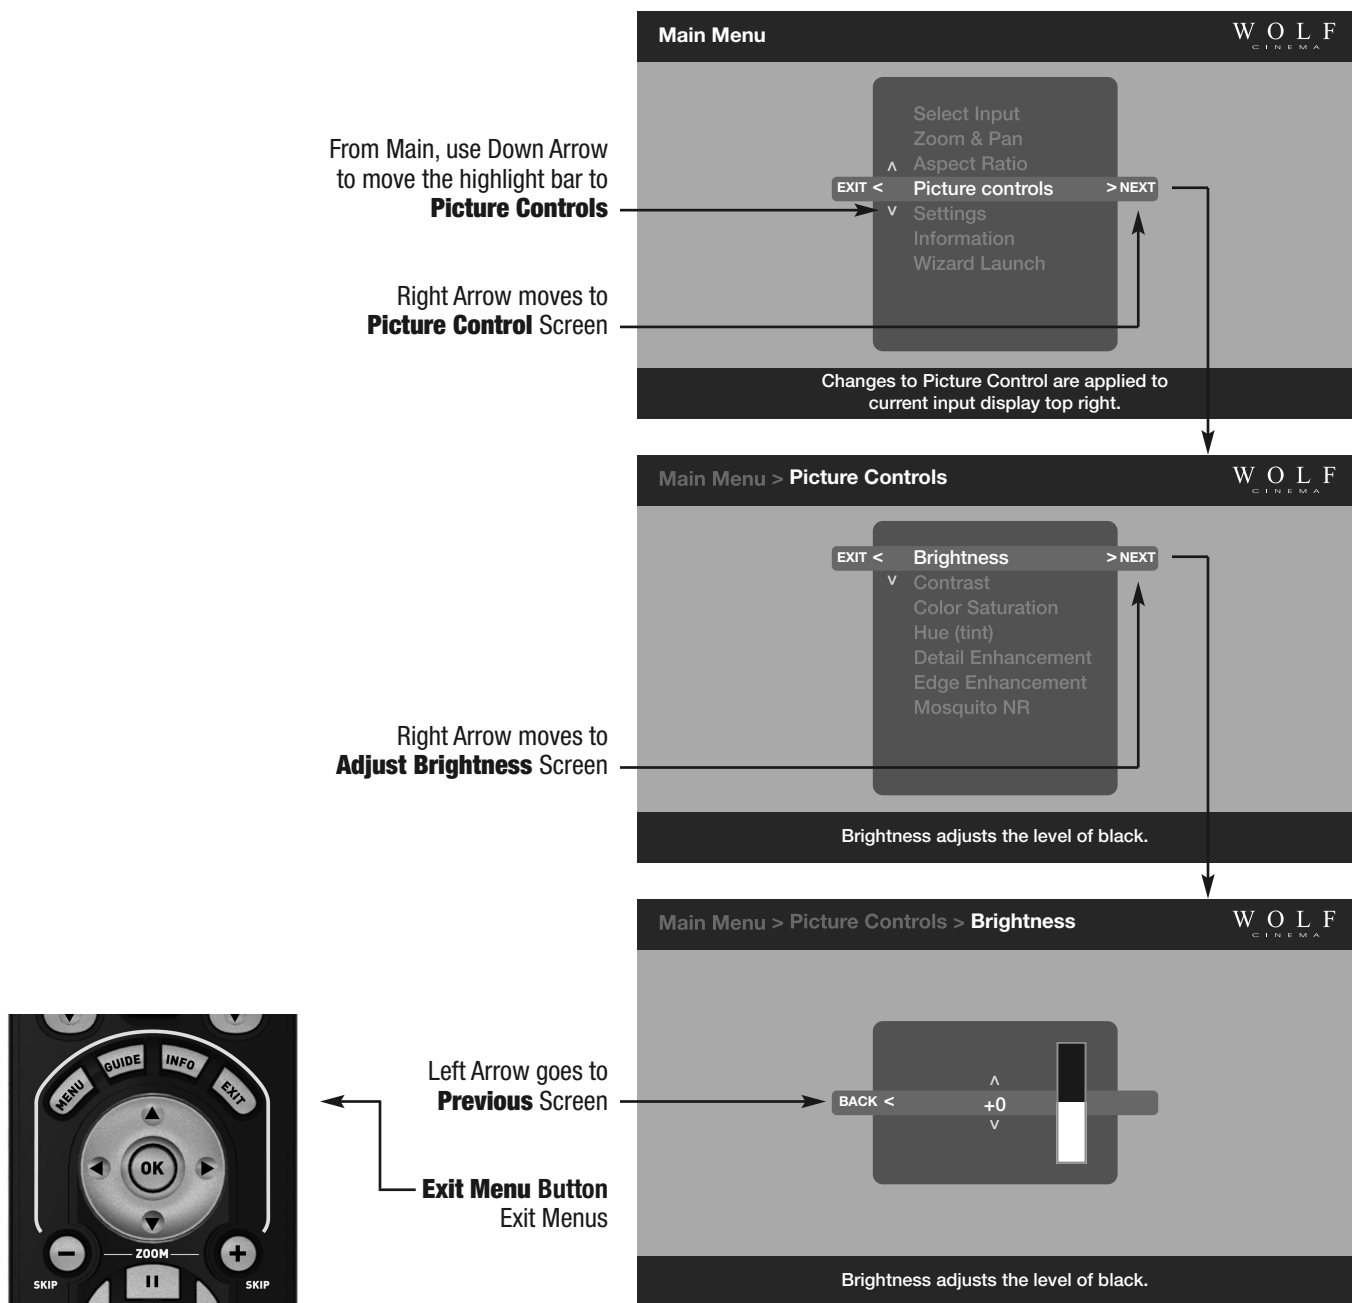 Main Menu
WOLF
CINEMA
Select Input
Zoom & Pan
^ Aspect Ratio
EXIT < Picture controls > NEXT
v Settings
Information
Wizard Launch
Changes to Picture Control are applied to
current input display top right.
From Main, use Down Arrow
to move the highlight bar to
Picture Controls
Right Arrow moves to
Picture Control Screen
Main Menu > Picture Controls
WOLF
CINEMA
EXIT < Brightness > NEXT
v Contrast
Color Saturation
Hue (tint)
Detail Enhancement
Edge Enhancement
Mosquito NR
Brightness adjusts the level of black.
Right Arrow moves to
Adjust Brightness Screen
Main Menu > Picture Controls > Brightness
WOLF
CINEMA
^
BACK < +0
v
Brightness adjusts the level of black.
Left Arrow goes to
Previous Screen
Exit Menu Button
Exit Menus
MENU
GUIDE
INFO
EXIT
OK
ZOOM
SKIP
SKIP